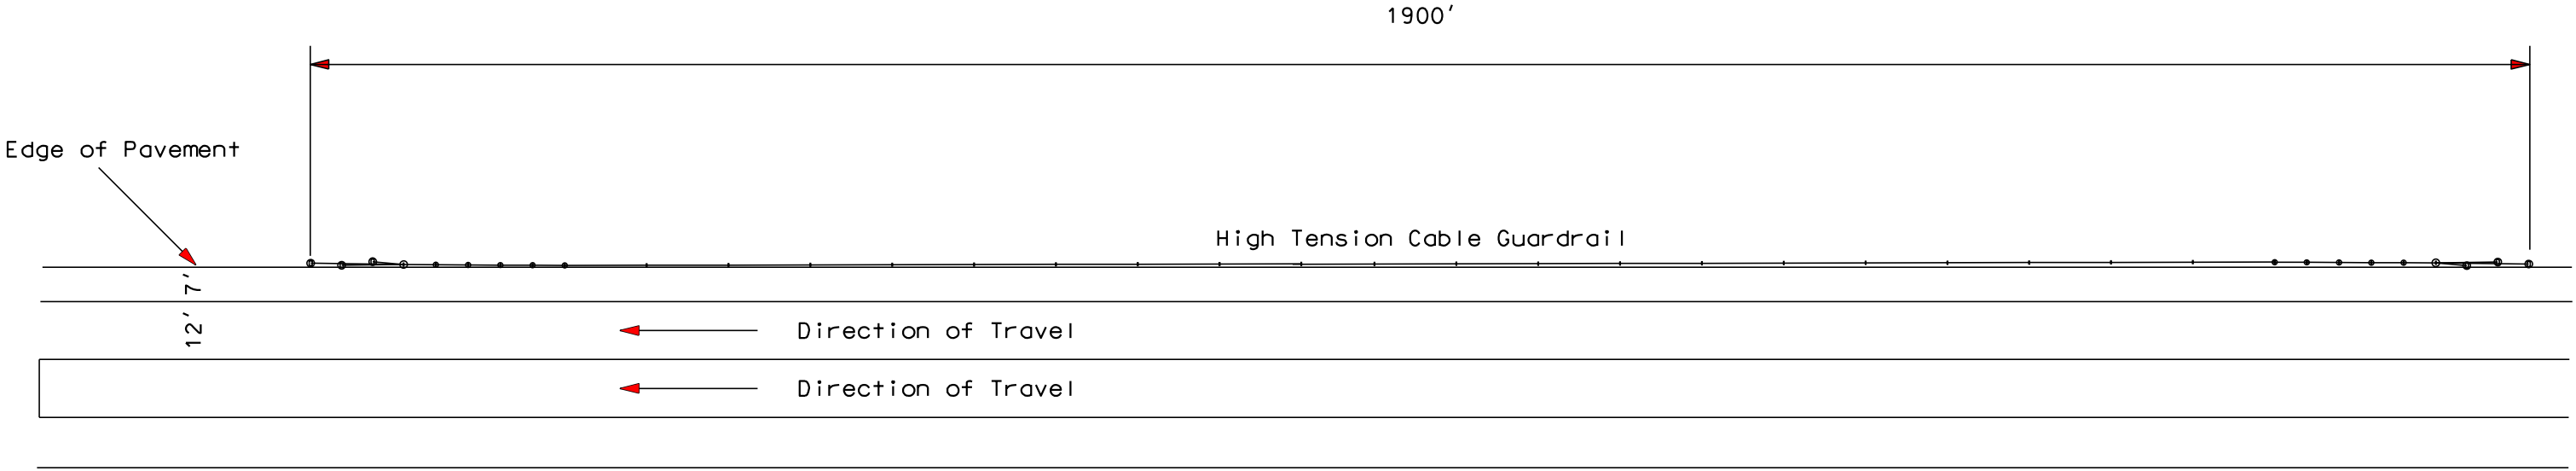 1900'
Edge of Pavement
High Tension Cable Guardrail
7'
12'
Direction of Travel
Direction of Travel